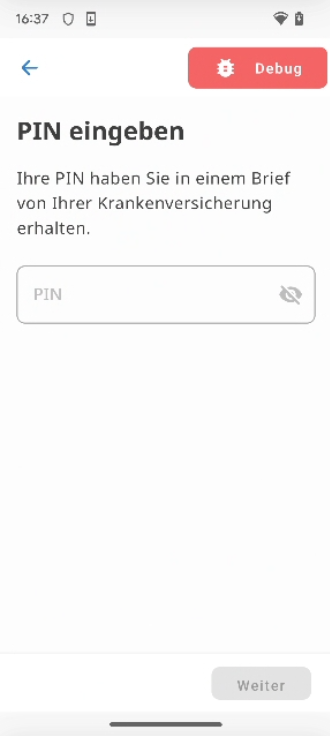 16:37
Debug
PIN eingeben
Ihre PIN haben Sie in einem Brief
von Ihrer Krankenversicherung
erhalten.
PIN
Weiter